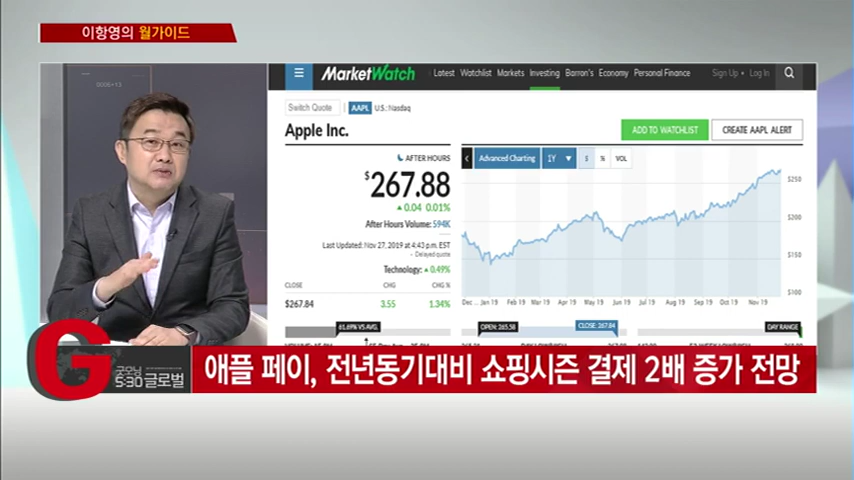 이항영의 월가이드
MarketWatch
Latest Watchlist Markets Investing Barron's Economy Personal Finance Sign Up Log In
Switch Quote AAPL U.S.: Nasdaq
Apple Inc.
ADD TO WATCHLIST CREATE AAPL ALERT
AFTER HOURS
Advanced Charting 1Y $ % VOL
$267.88
0.04 0.01%
After Hours Volume: 594K
Last Updated: Nov 27, 2019 at 4:43 p.m. EST
Delayed quote
Technology: 0.49%
CLOSE CHG CHG %
$267.84 3.55 1.34%
$250
$200
$150
$100
Dec Jan 19 Feb 19 Mar 19 Apr 19 May 19 Jun 19 Jul 19 Aug 19 Sep 19 Oct 19 Nov 19
61.69% VS AVG.
OPEN: 265.58 CLOSE: 267.84
DAY RANGE
G
굿모닝
5:30 글로벌
애플 페이, 전년동기대비 쇼핑시즌 결제 2배 증가 전망